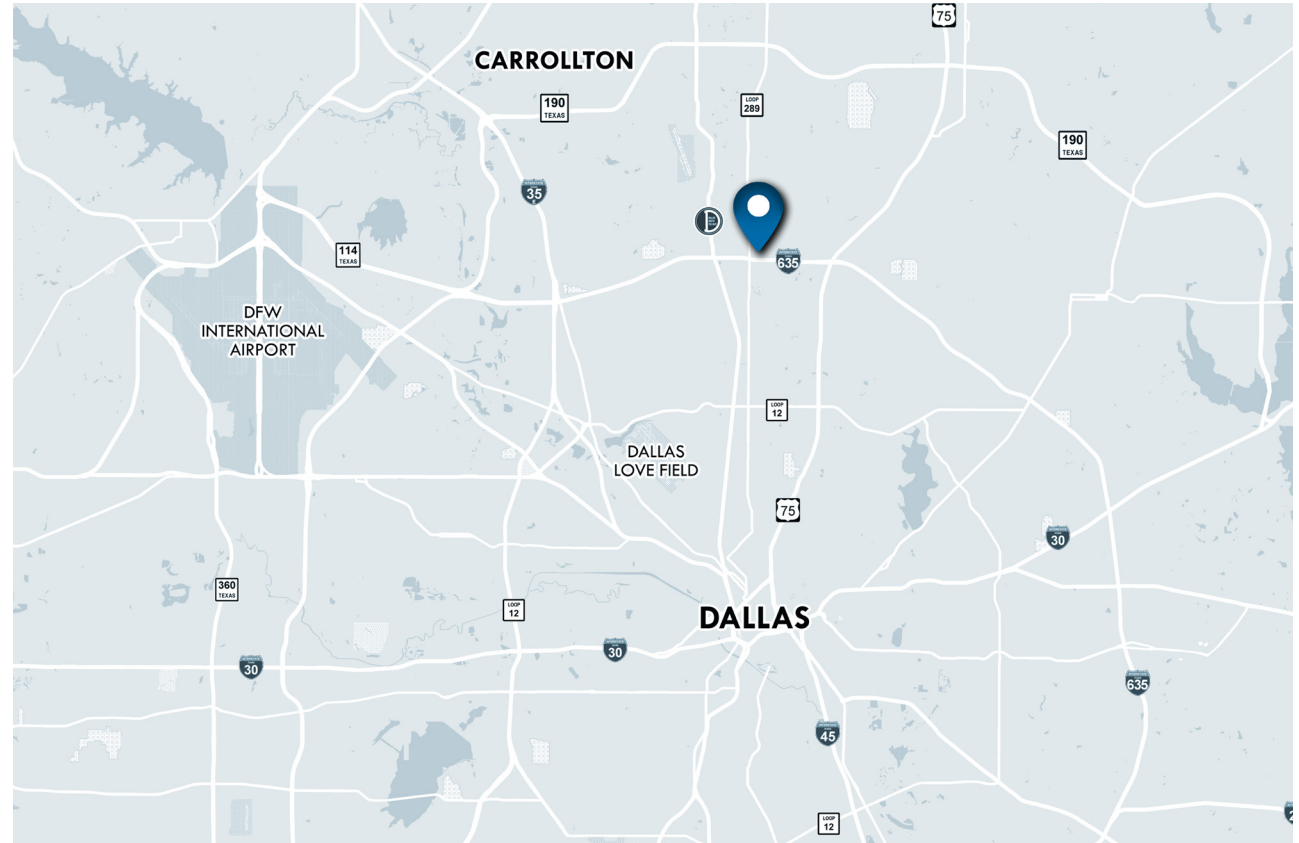 75
CARROLLTON
190
TEXAS
LOOP
289
190
TEXAS
35
E
114
TEXAS
635
DFW
INTERNATIONAL
AIRPORT
LOOP
12
DALLAS
LOVE FIELD
75
30
360
TEXAS
LOOP
12
DALLAS
30
30
635
45
LOOP
12